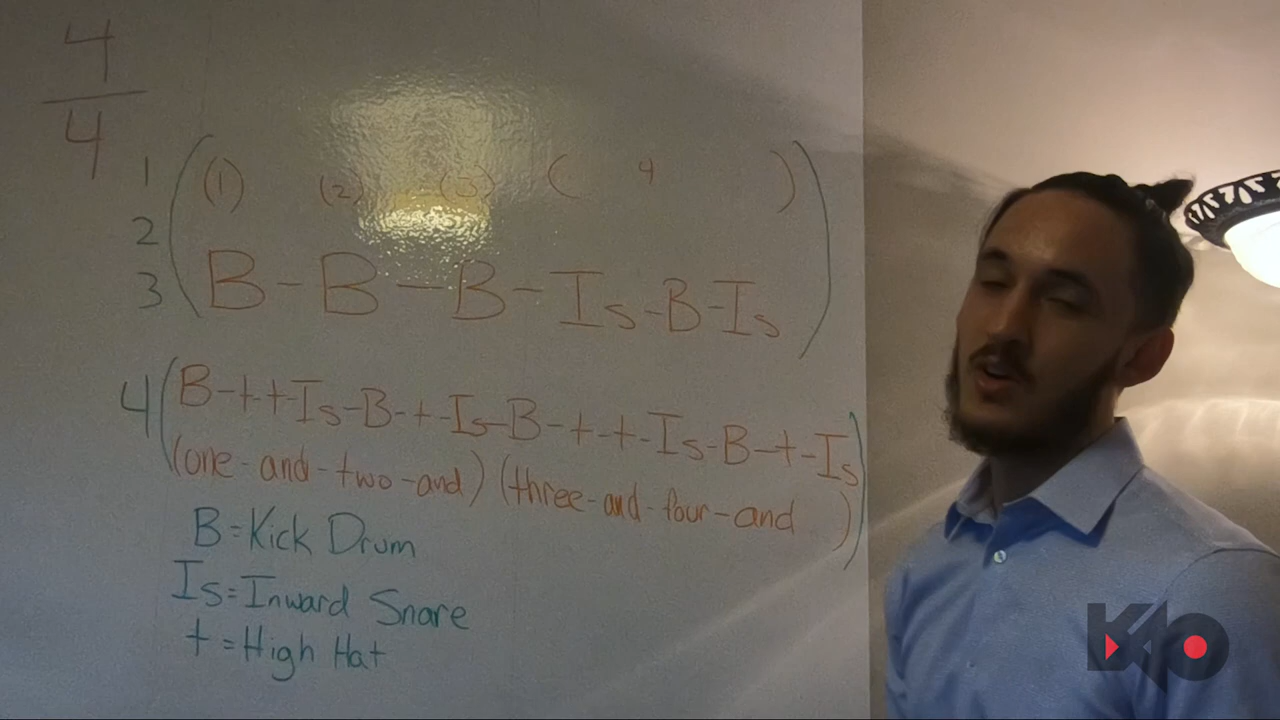 4
4
1 (1) (2) (3) ( 4 )
2
3 B - B - B - Is - B - Is
4 (B - + + Is - B - + - Is - B - + - + - Is - B - + - Is
(one - and - two - and) (three - and - four - and )
B = Kick Drum
Is = Inward Snare
t = High Hat